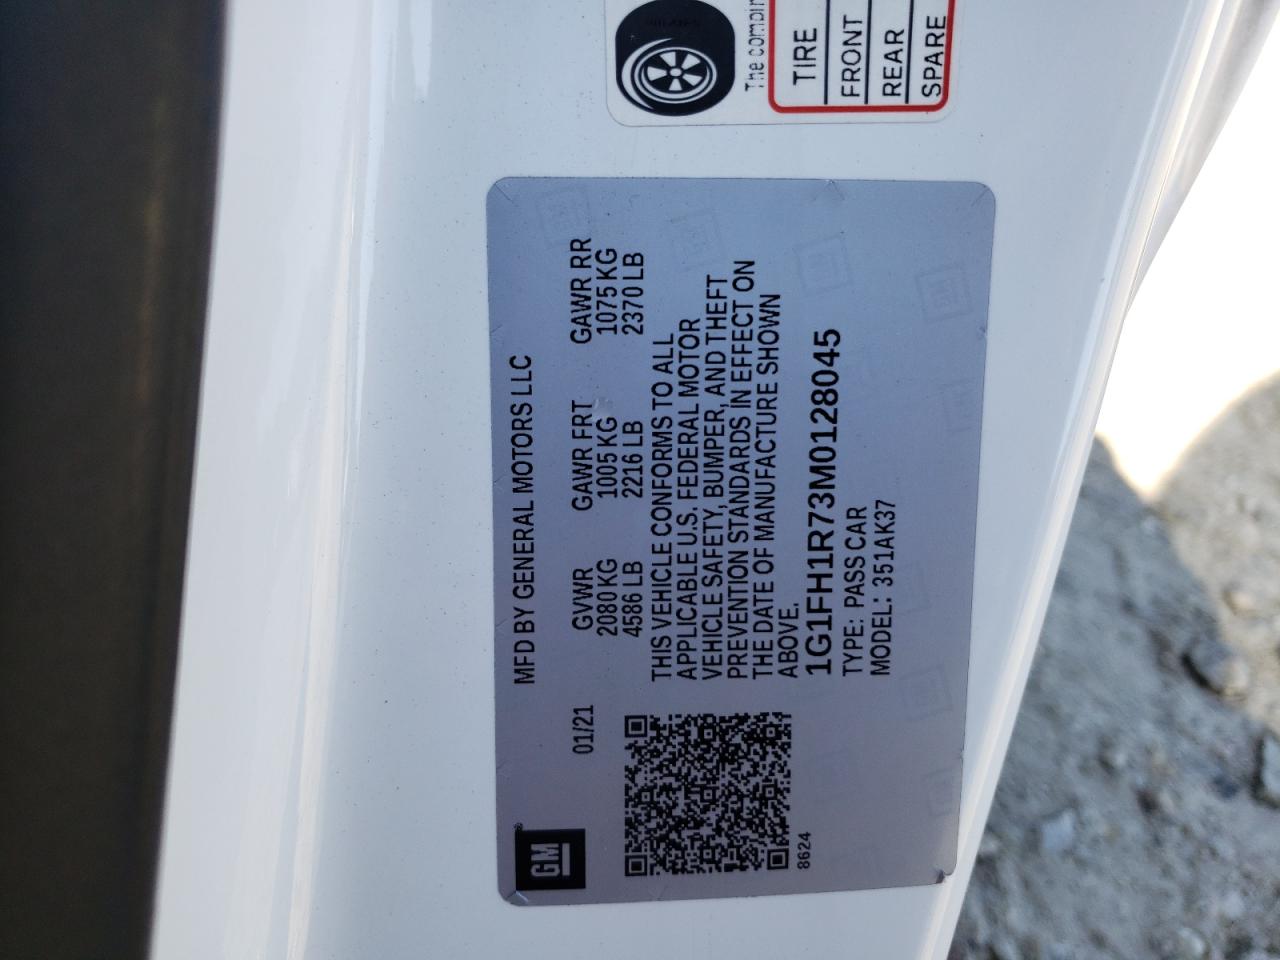 The combin
TIRE
FRONT
REAR
SPARE
MFD BY GENERAL MOTORS LLC
01/21
GVWR GAWR FRT GAWR RR
2080 KG 1005 KG 1075 KG
4586 LB 2216 LB 2370 LB
THIS VEHICLE CONFORMS TO ALL
APPLICABLE U.S. FEDERAL MOTOR
VEHICLE SAFETY, BUMPER, AND THEFT
PREVENTION STANDARDS IN EFFECT ON
THE DATE OF MANUFACTURE SHOWN
ABOVE.
1G1FH1R73M0128045
TYPE: PASS CAR
MODEL: 351AK37
GM®
8624